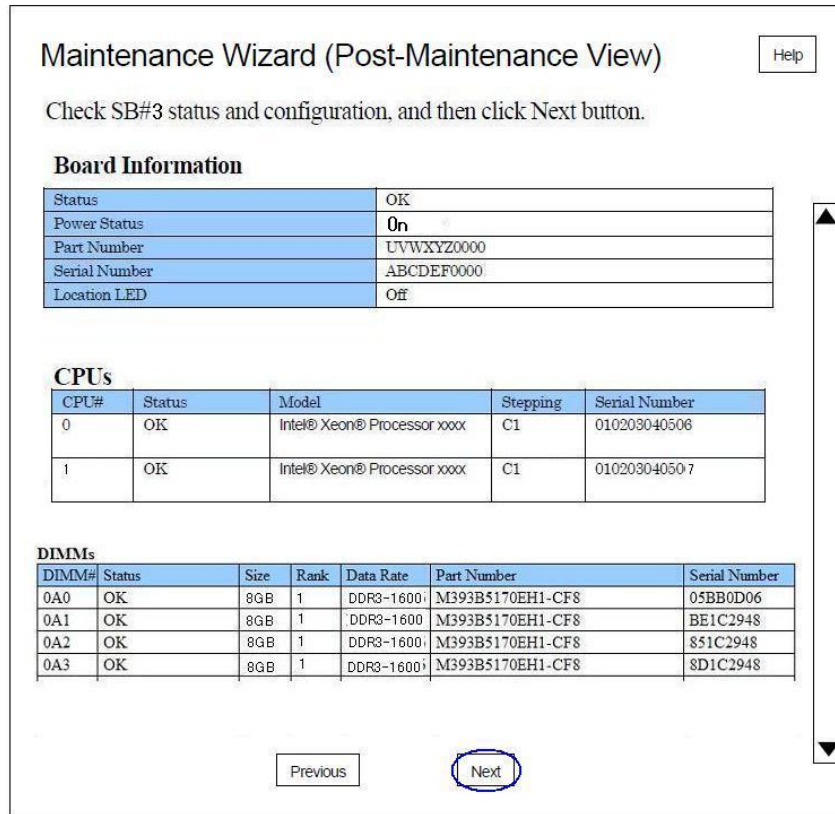 Maintenance Wizard (Post-Maintenance View) Help
Check SB#3 status and configuration, and then click Next button.
Board Information
Status OK
Power Status On
Part Number UVWXYZ0000
Serial Number ABCDEF0000
Location LED Off
CPUs
CPU# Status Model Stepping Serial Number
0 OK Intel® Xeon® Processor xxxx C1 010203040506
1 OK Intel® Xeon® Processor xxxx C1 010203040507
DIMMs
DIMM# Status Size Rank Data Rate Part Number Serial Number
0A0 OK 8GB 1 DDR3-1600 M393B5170EH1-CF8 05BB0D06
0A1 OK 8GB 1 DDR3-1600 M393B5170EH1-CF8 BE1C2948
0A2 OK 8GB 1 DDR3-1600 M393B5170EH1-CF8 851C2948
0A3 OK 8GB 1 DDR3-1600 M393B5170EH1-CF8 8D1C2948
Previous Next